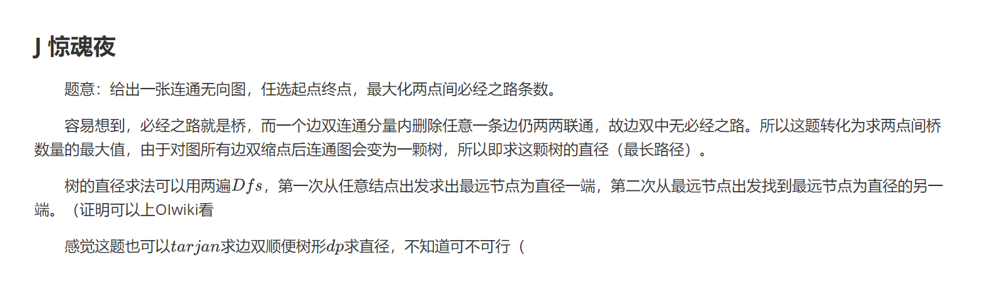 J 惊魂夜
题意：给出一张连通无向图，任选起点终点，最大化两点间必经之路条数。
容易想到，必经之路就是桥，而一个边双连通分量内删除任意一条边仍两两联通，故边双中无必经之路。所以这题转化为求两点间桥
数量的最大值，由于对图所有边双缩点后连通图会变为一颗树，所以即求这颗树的直径（最长路径）。
树的直径求法可以用两遍Dfs，第一次从任意结点出发求出最远节点为直径一端，第二次从最远节点出发找到最远节点为直径的另一
端。（证明可以上OIwiki看
感觉这题也可以tarjan求边双顺便树形dp求直径，不知道可不可行（